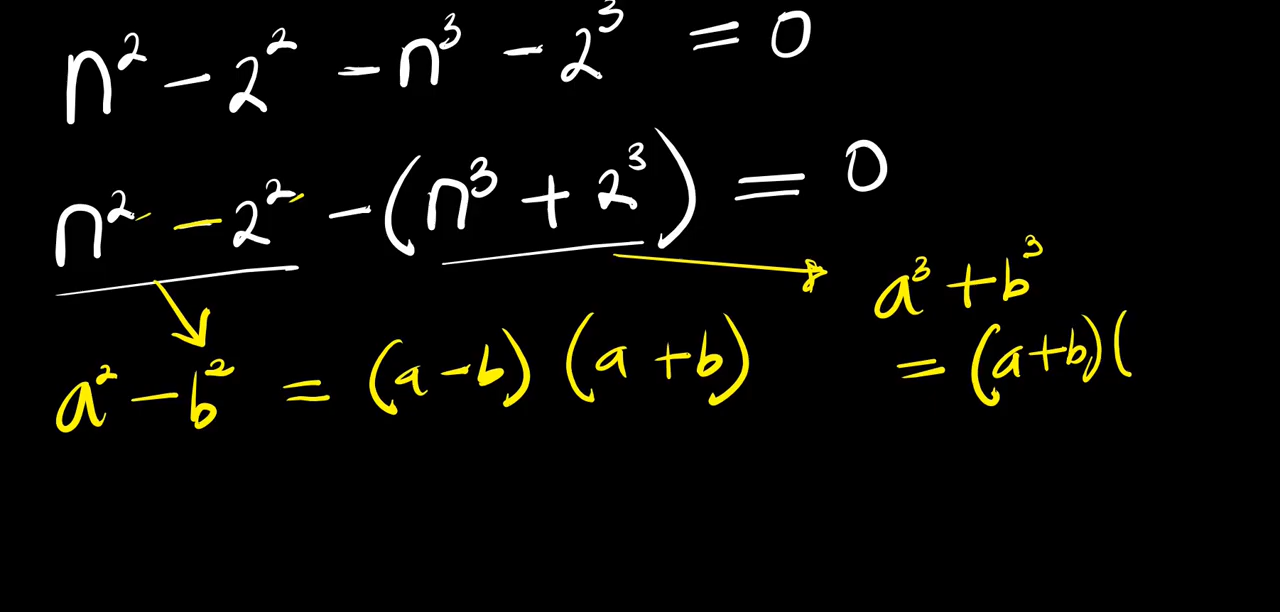 n² - 2² - n³ - 2³ = 0
n² - 2² - (n³ + 2³) = 0
a³ + b³
a² - b² = (a - b) (a + b)
= (a + b) (